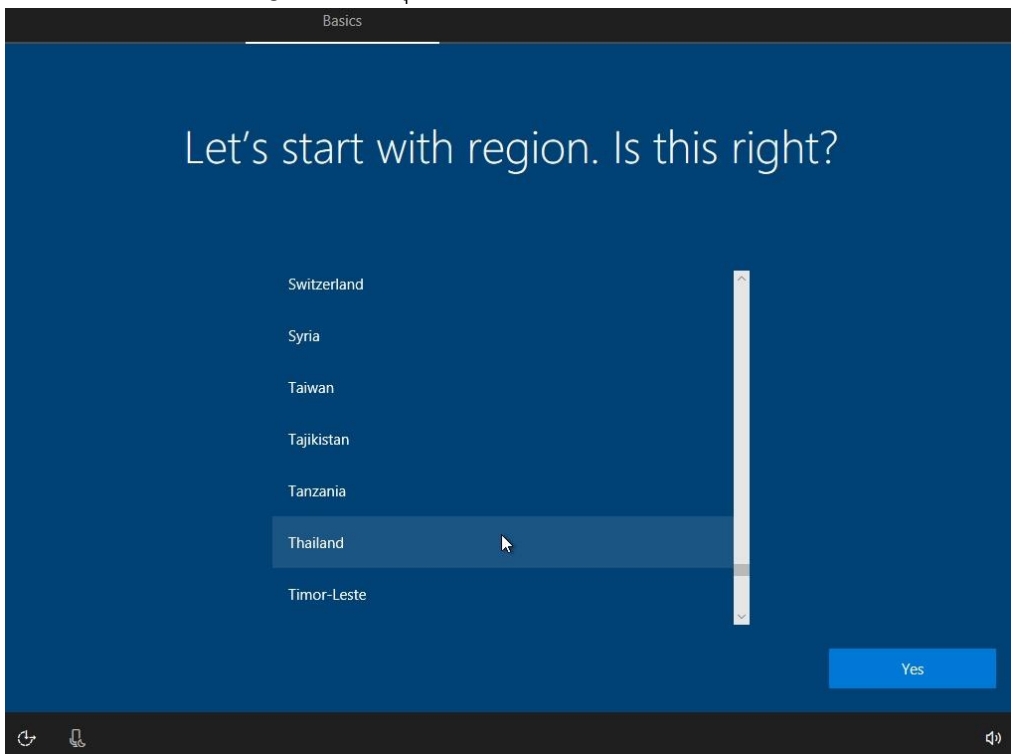 Basics
Let's start with region. Is this right?
Switzerland
Syria
Taiwan
Tajikistan
Tanzania
Thailand
Timor-Leste
Yes